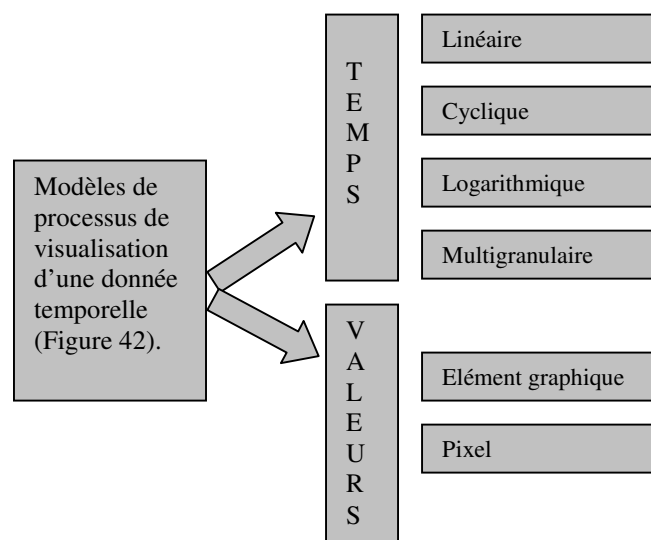 Modèles de
processus de
visualisation
d'une donnée
temporelle
(Figure 42).
T
E
M
P
S
Linéaire
Cyclique
Logarithmique
Multigranulaire
V
A
L
E
U
R
S
Elément graphique
Pixel